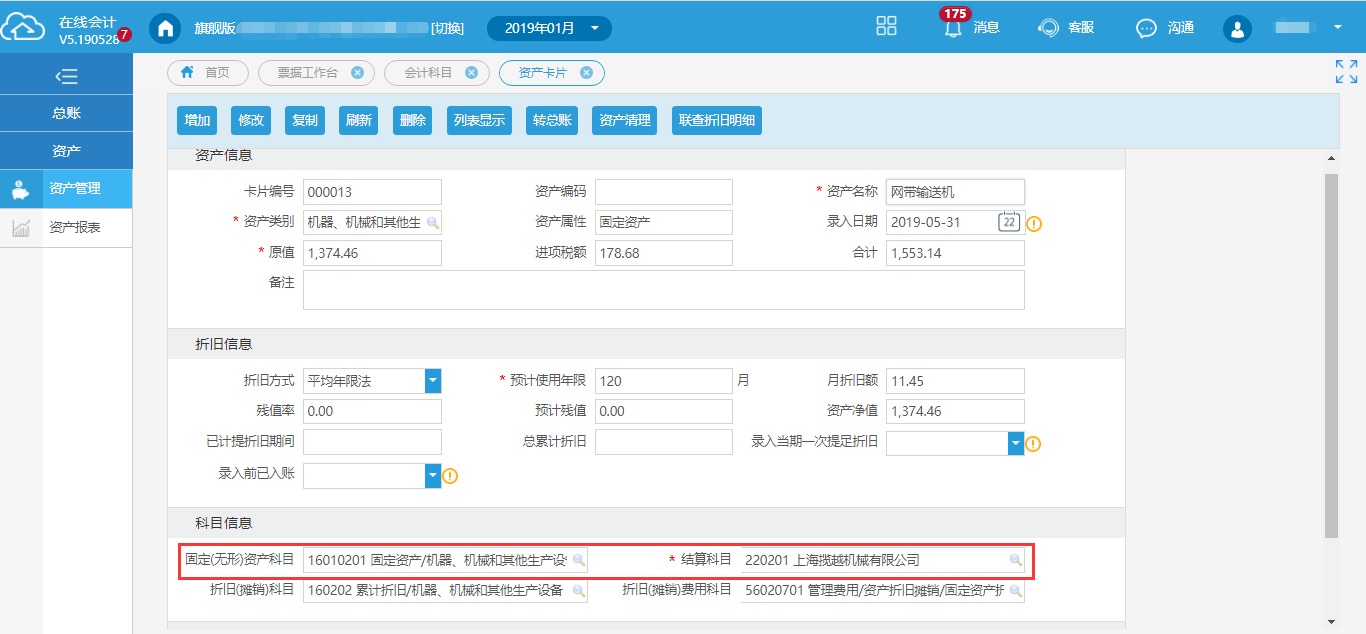 在线会计
V5.190528 7
旗舰版 [切换] 2019年01月 175 消息 客服 沟通
首页 票据工作台 会计科目 资产卡片
总账
资产
资产管理
资产报表
增加 修改 复制 刷新 删除 列表显示 转总账 资产清理 联查折旧明细
资产信息
卡片编号 000013 资产编码 * 资产名称 网带输送机
* 资产类别 机器、机械和其他生 资产属性 固定资产 录入日期 2019-05-31 22
* 原值 1,374.46 进项税额 178.68 合计 1,553.14
备注
折旧信息
折旧方式 平均年限法 * 预计使用年限 120 月 月折旧额 11.45
残值率 0.00 预计残值 0.00 资产净值 1,374.46
已计提折旧期间 总累计折旧 录入当期一次提足折旧
录入前已入账
科目信息
固定(无形)资产科目 16010201 固定资产/机器、机械和其他生产设 * 结算科目 220201 上海揽越机械有限公司
折旧(摊销)科目 160202 累计折旧/机器、机械和其他生产设备 折旧(摊销)费用科目 56020701 管理费用/资产折旧摊销/固定资产折